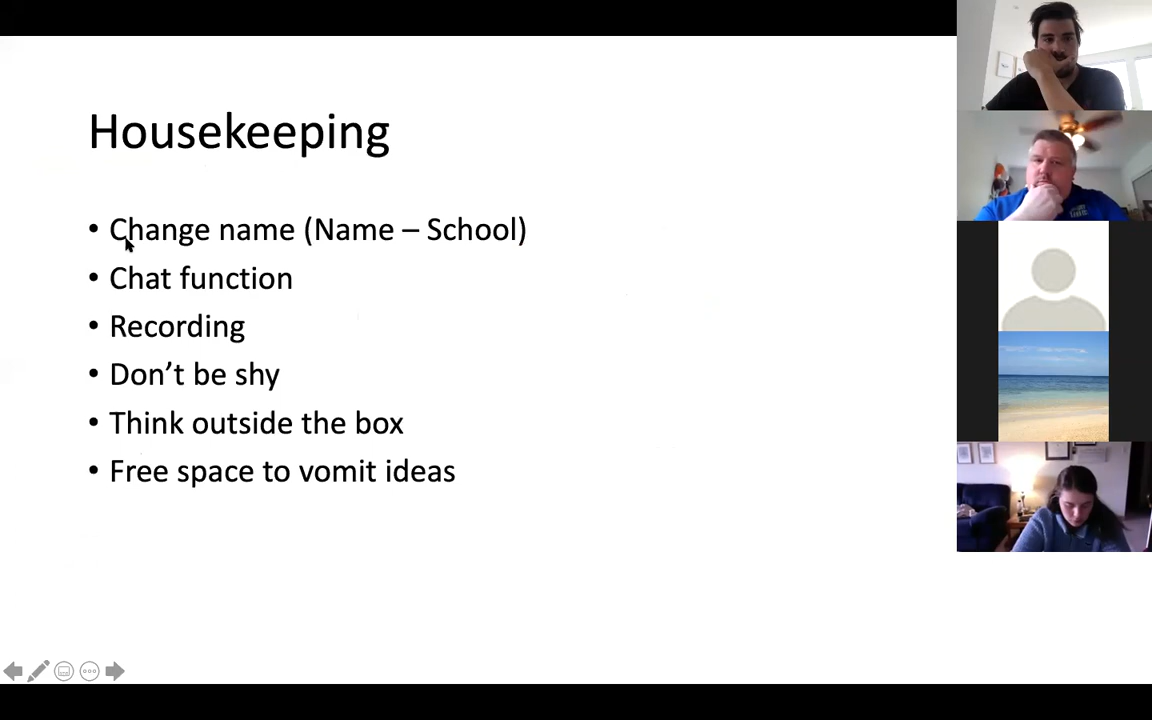 Housekeeping
• Change name (Name – School)
• Chat function
• Recording
• Don’t be shy
• Think outside the box
• Free space to vomit ideas